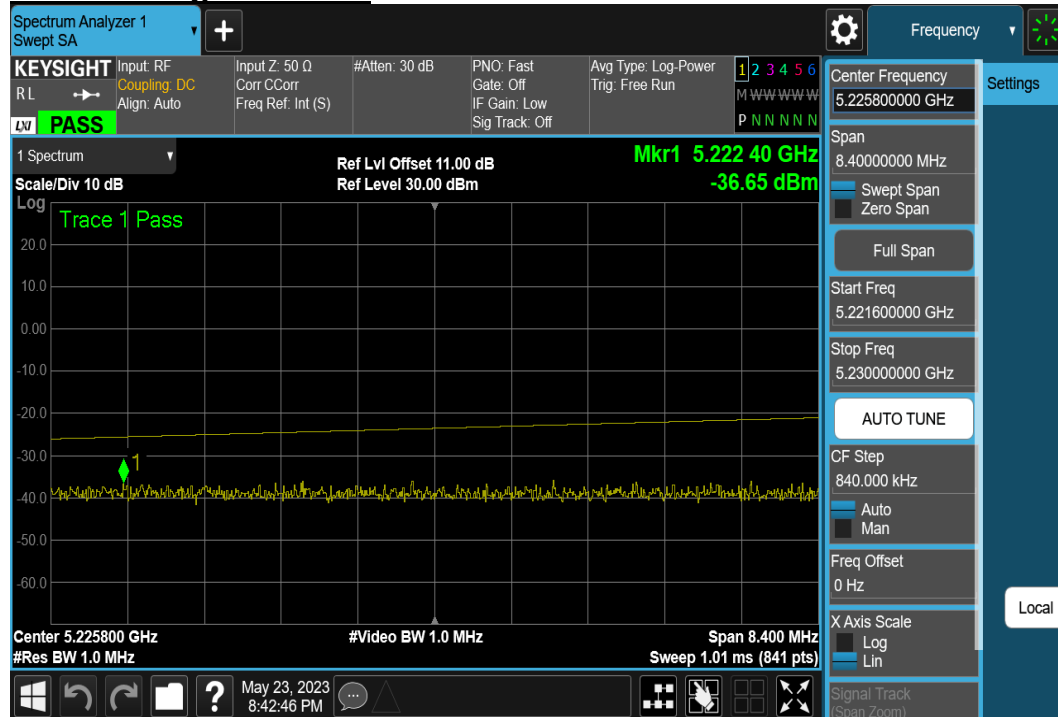 Spectrum Analyzer 1
Swept SA
+
Frequency
KEYSIGHT
R L
LXI
PASS
Input: RF
Coupling: DC
Align: Auto
Input Z: 50 Ω
Corr CCorr
Freq Ref: Int (S)
#Atten: 30 dB
PNO: Fast
Gate: Off
IF Gain: Low
Sig Track: Off
Avg Type: Log-Power
Trig: Free Run
1 2 3 4 5 6
M W W W W W
P N N N N N
1 Spectrum
Scale/Div 10 dB
Ref Lvl Offset 11.00 dB
Ref Level 30.00 dBm
Mkr1 5.222 40 GHz
-36.65 dBm
Log
Trace 1 Pass
20.0
10.0
0.00
-10.0
-20.0
-30.0
-40.0
-50.0
-60.0
1
Center 5.225800 GHz
#Video BW 1.0 MHz
Span 8.400 MHz
#Res BW 1.0 MHz
Sweep 1.01 ms (841 pts)
?
May 23, 2023
8:42:46 PM
Center Frequency
5.225800000 GHz
Span
8.40000000 MHz
Swept Span
Zero Span
Full Span
Start Freq
5.221600000 GHz
Stop Freq
5.230000000 GHz
AUTO TUNE
CF Step
840.000 kHz
Auto
Man
Freq Offset
0 Hz
X Axis Scale
Log
Lin
Signal Track
(Span Zoom)
Settings
Local